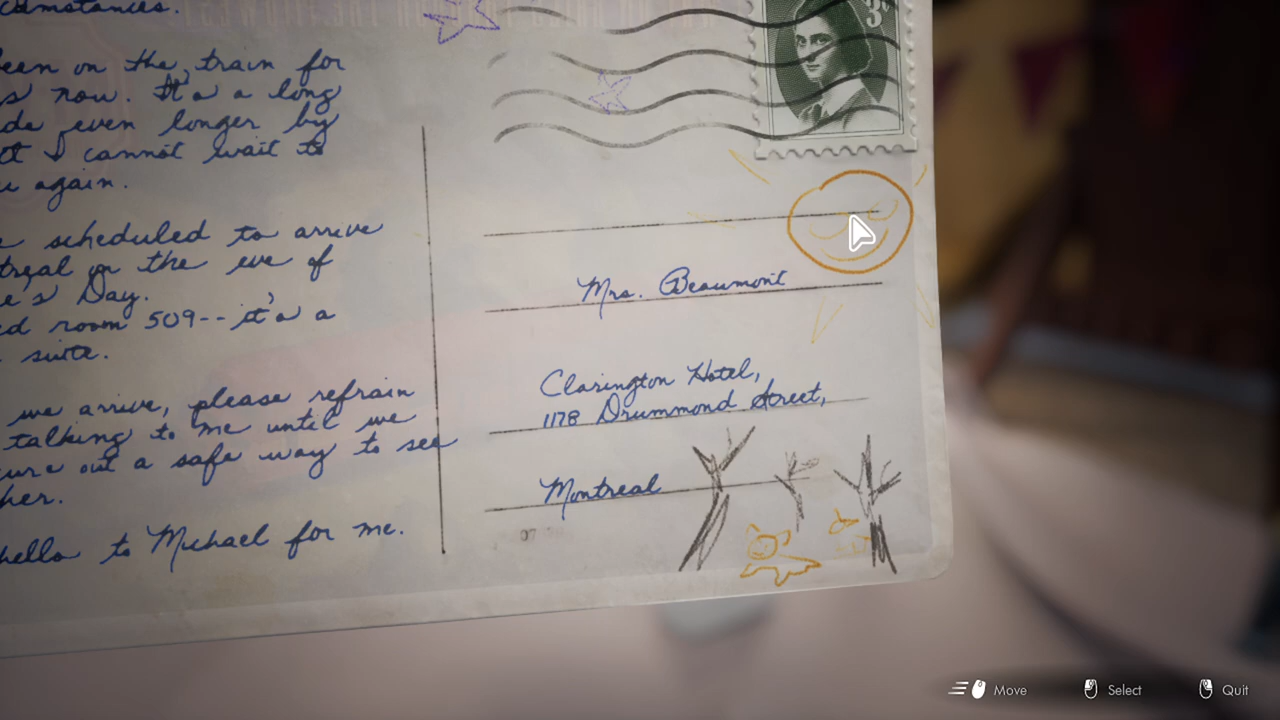 cumstances.
een on the train for
s now. It's a long
de even longer by
tt I cannot wait to
u again.
e scheduled to arrive
treal on the eve of
e's Day.
ed room 509--it's a
suite.
we arrive, please refrain
talking to me until we
ure out a safe way to see
her.
hello to Michael for me.
3
Mrs. Beaumont
Clarington Hotel,
1178 Drummond Street,
Montreal
Move
Select
Quit